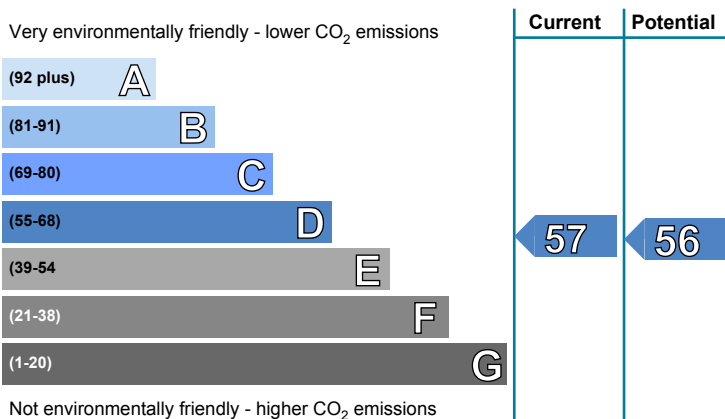 Very environmentally friendly - lower CO2 emissions
Current Potential
(92 plus) A
(81-91) B
(69-80) C
(55-68) D
57 56
(39-54 E
(21-38) F
(1-20) G
Not environmentally friendly - higher CO2 emissions